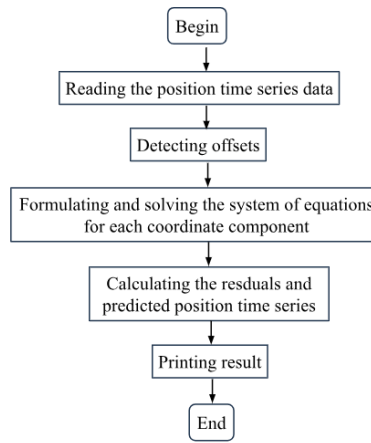 Begin
Reading the position time series data
Detecting offsets
Formulating and solving the system of equations
for each coordinate component
Calculating the resduals and
predicted position time series
Printing result
End